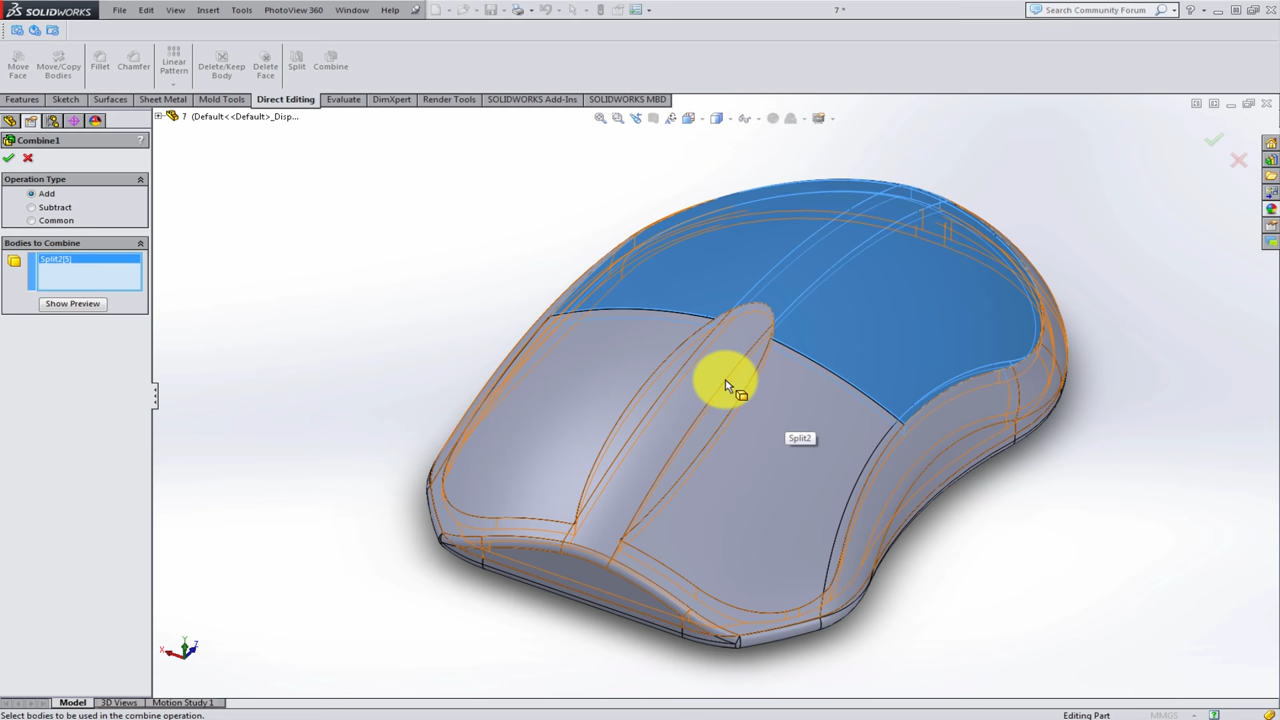 SOLIDWORKS File Edit View Insert Tools PhotoView 360 Window Help 7 * Search Community Forum
Move Face Move/Copy Bodies Fillet Chamfer Linear Pattern Delete/Keep Body Delete Face Split Combine
Features Sketch Surfaces Sheet Metal Mold Tools Direct Editing Evaluate DimXpert Render Tools SOLIDWORKS Add-Ins SOLIDWORKS MBD
7 (Default<<Default>_Disp...
Combine1 ?
Operation Type
Add
Subtract
Common
Bodies to Combine
Split2[5]
Show Preview
Split2
X Y Z
Model 3D Views Motion Study 1
Select bodies to be used in the combine operation. Editing Part MMGS